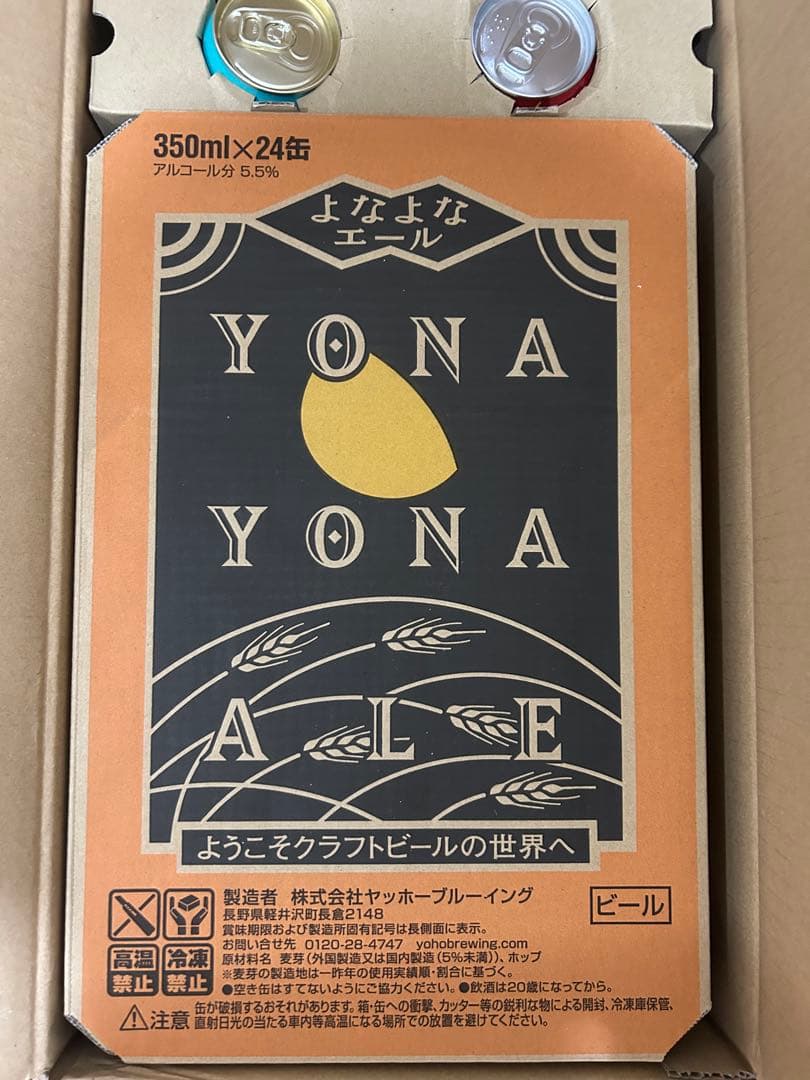 350ml×24缶
アルコール分 5.5%
よなよな
エール
YONA
YONA
ALE
ようこそクラフトビールの世界へ
製造者 株式会社ヤッホーブルーイング
長野県軽井沢町長倉2148
賞味期限および製造所固有記号は長側面に表示。
お問い合せ先 0120-28-4747 yohobrewing.com
原材料名 麦芽(外国製造又は国内製造(5%未満))、ホップ
※麦芽の製造地は一昨年の使用実績順・割合に基づく。
●空き缶はすてないようにご協力ください。●飲酒は20歳になってから。
ビール
高温
禁止
冷凍
禁止
注意 缶が破損するおそれがあります。箱・缶への衝撃、カッター等の鋭利な物による開封、冷凍庫保管、
直射日光の当たる車内等高温になる場所での放置を避けてください。